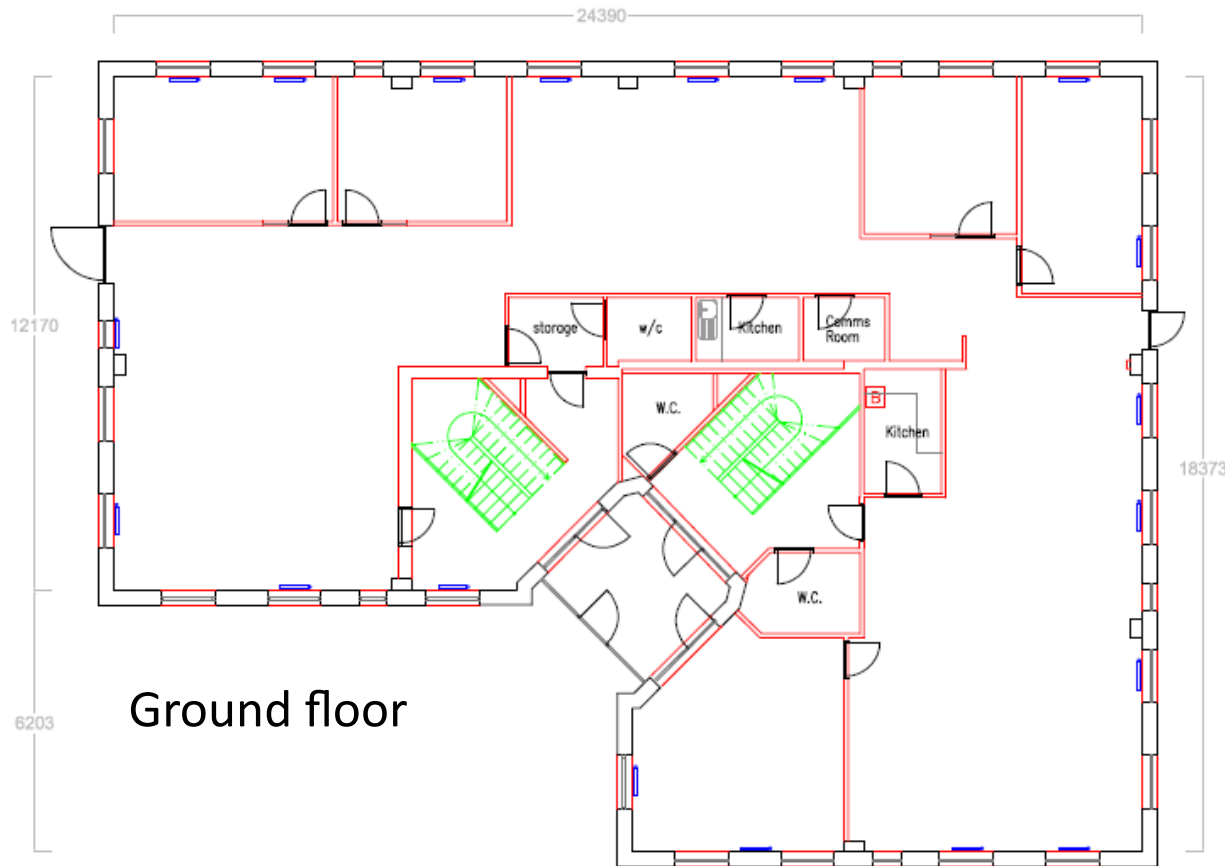 24390
12170
storage
w/c
Kitchen
Comms
Room
W.C.
B
Kitchen
18373
W.C.
Ground floor
6203